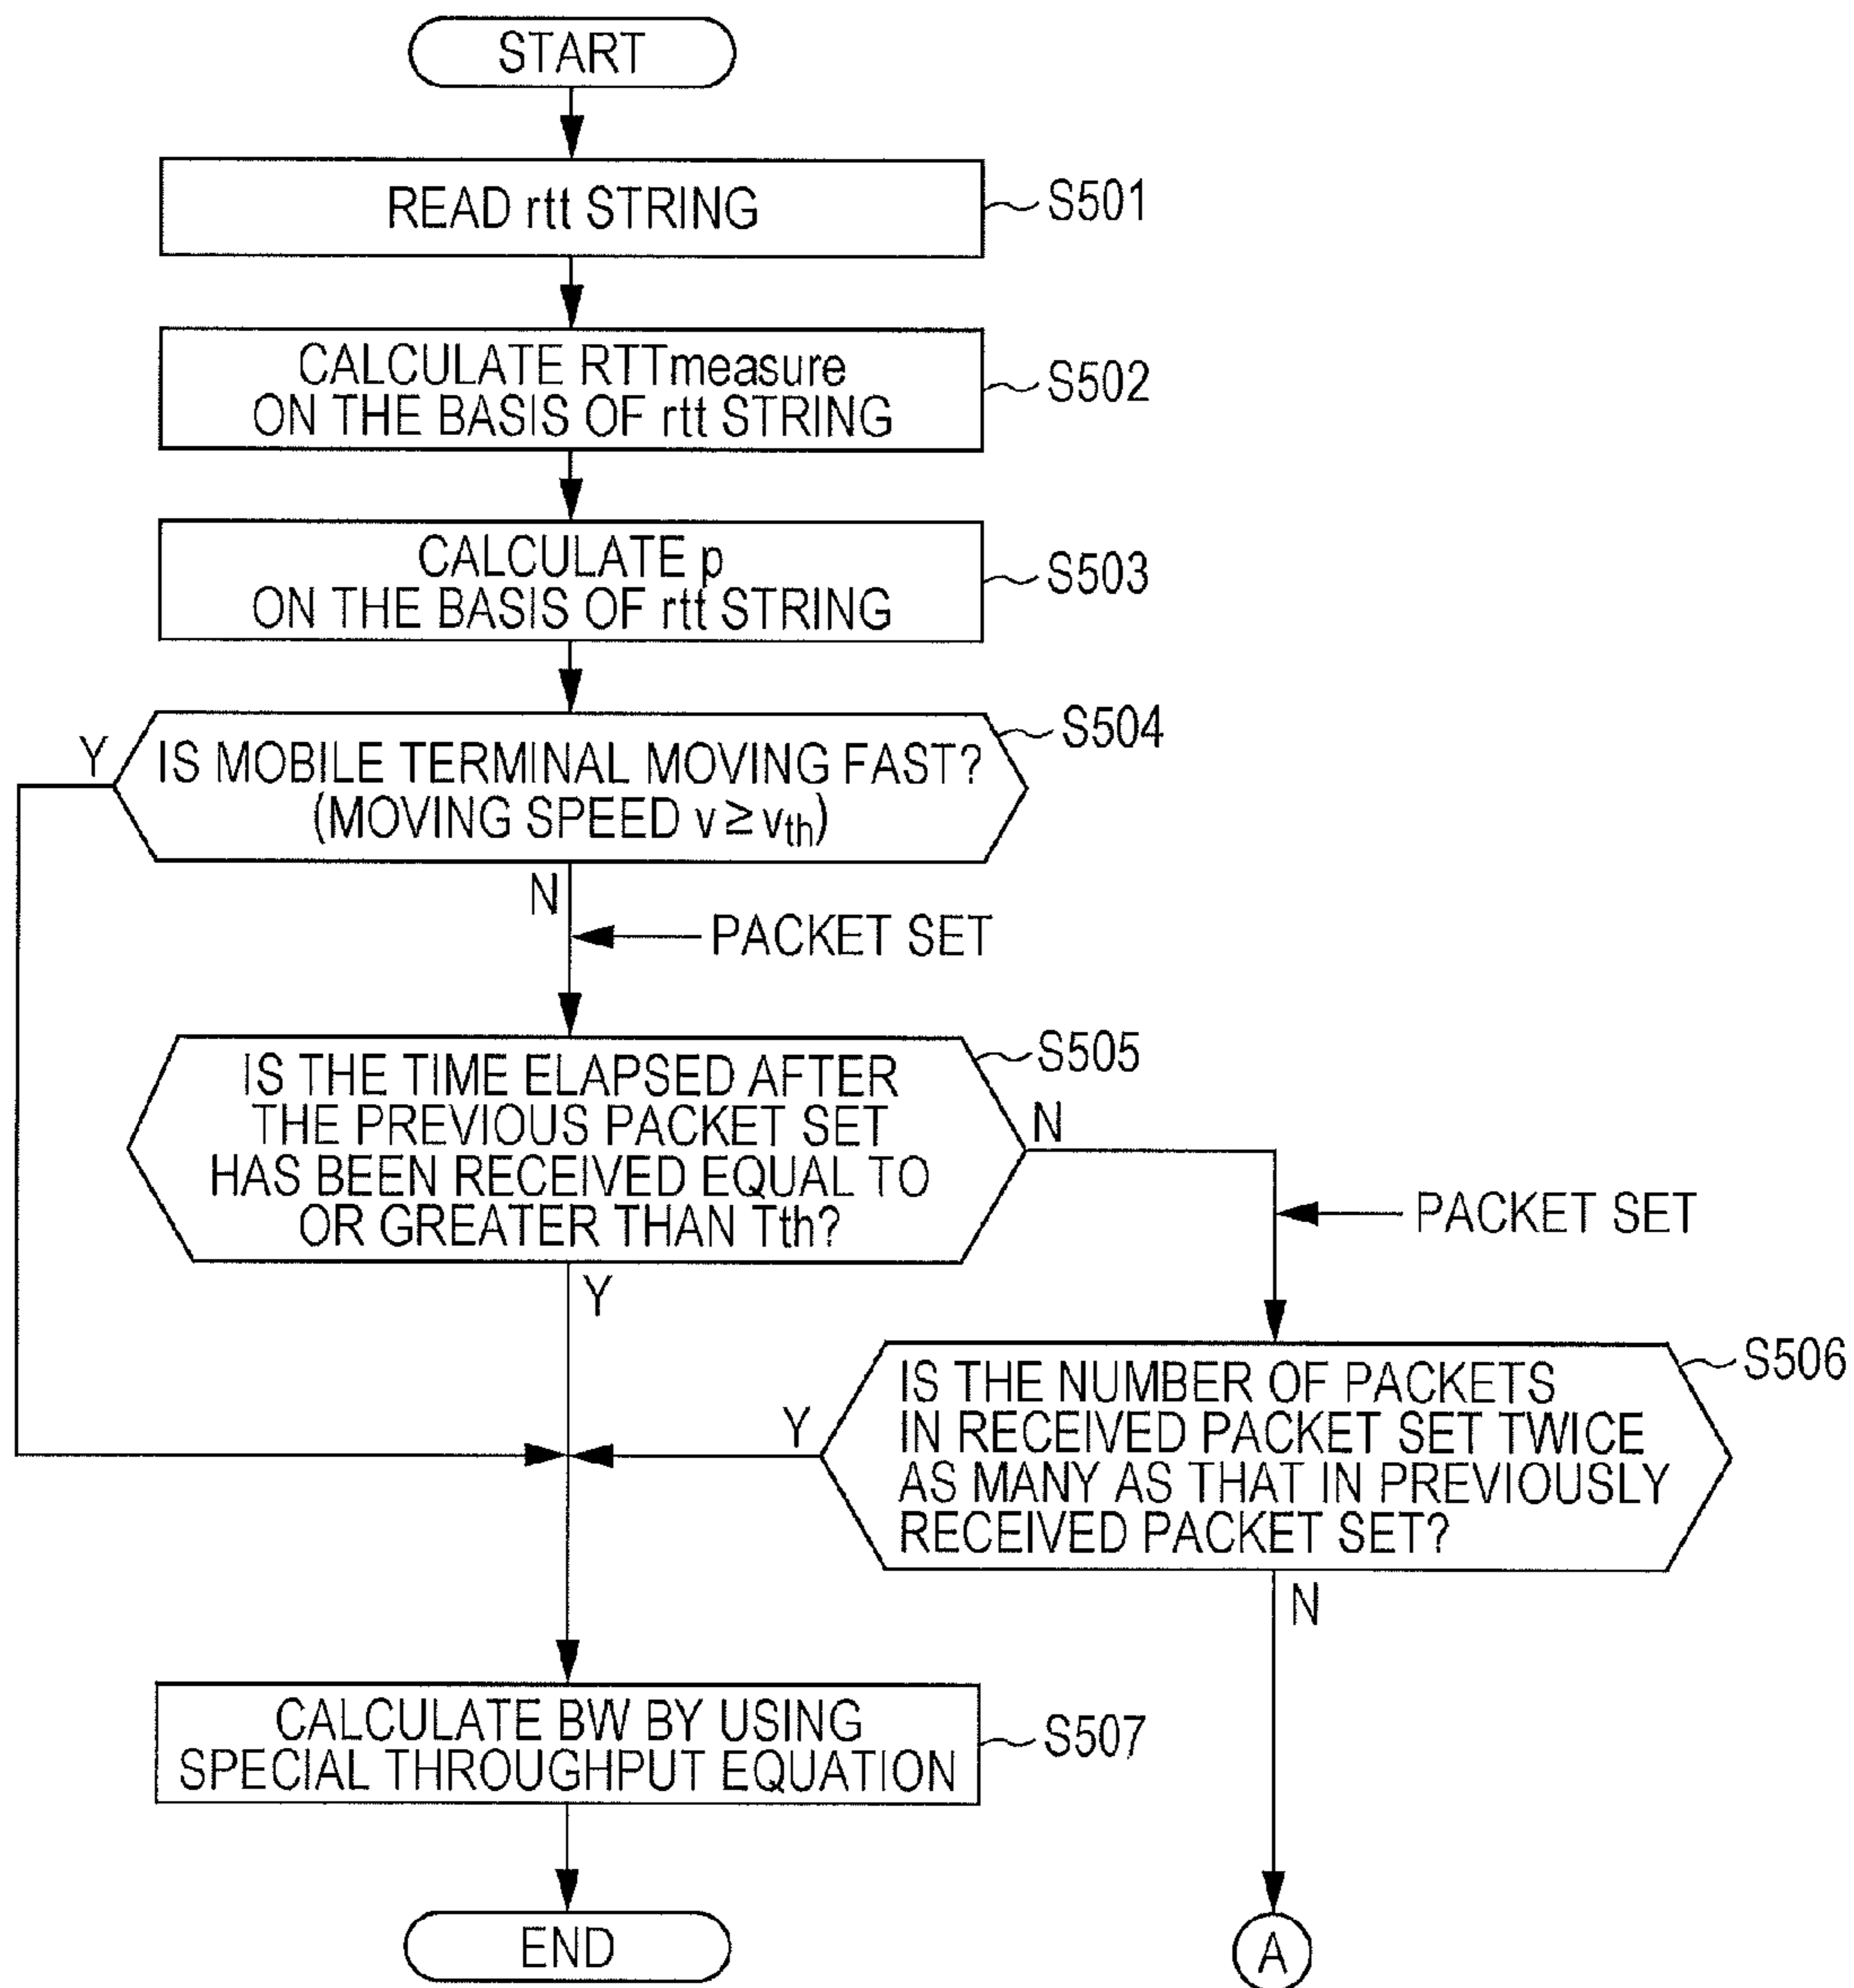 START
READ rtt STRING
S501
CALCULATE RTTmeasure
ON THE BASIS OF rtt STRING
S502
CALCULATE p
ON THE BASIS OF rtt STRING
S503
S504
Y
IS MOBILE TERMINAL MOVING FAST?
(MOVING SPEED v ≥ vth)
N
PACKET SET
S505
IS THE TIME ELAPSED AFTER
THE PREVIOUS PACKET SET
HAS BEEN RECEIVED EQUAL TO
OR GREATER THAN Tth?
N
PACKET SET
Y
S506
IS THE NUMBER OF PACKETS
IN RECEIVED PACKET SET TWICE
AS MANY AS THAT IN PREVIOUSLY
RECEIVED PACKET SET?
Y
N
CALCULATE BW BY USING
SPECIAL THROUGHPUT EQUATION
S507
END
A